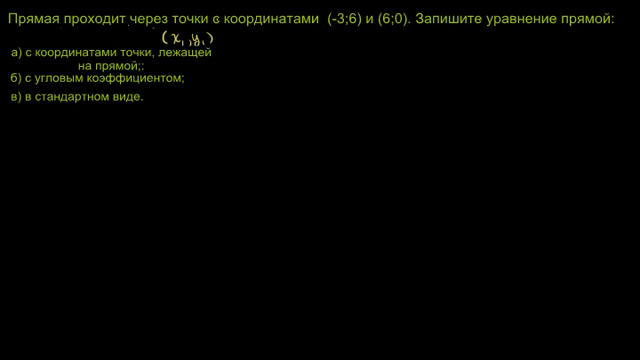 Прямая проходит через точки с координатами (-3;6) и (6;0). Запишите уравнение прямой:
(x₁,y₁)
а) с координатами точки, лежащей
на прямой;:
б) с угловым коэффициентом;
в) в стандартном виде.